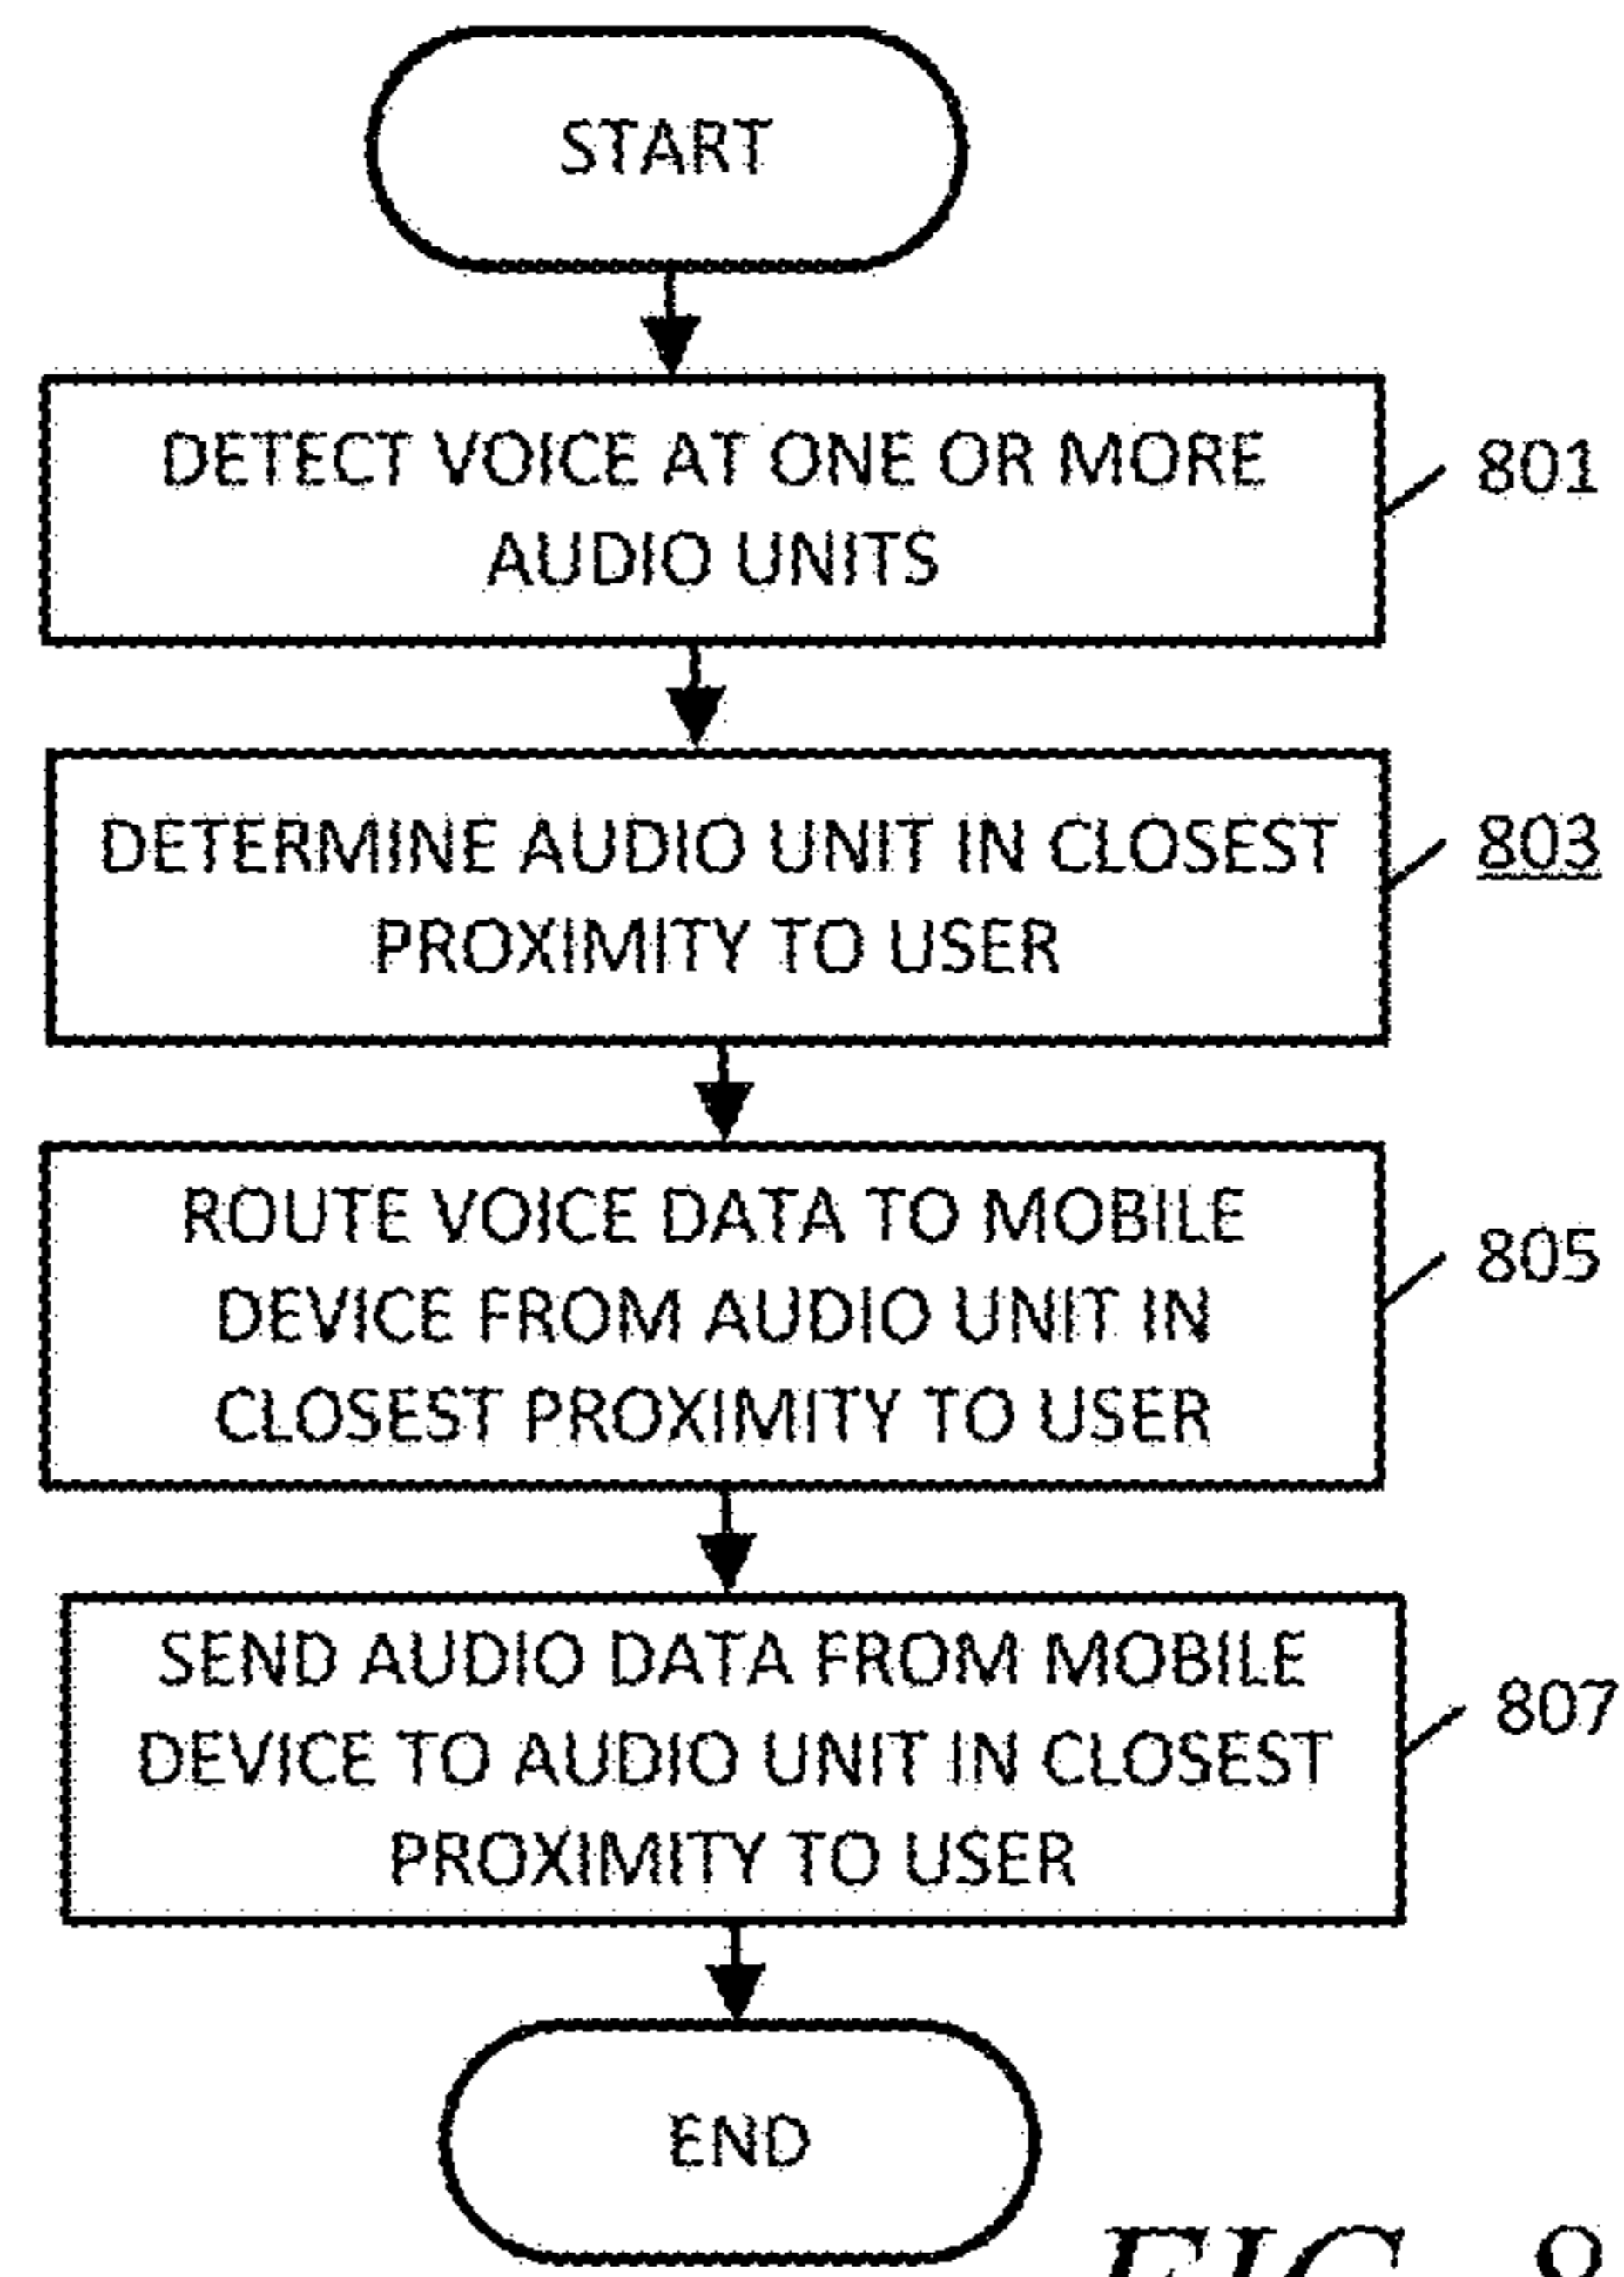 START
DETECT VOICE AT ONE OR MORE
AUDIO UNITS
801
DETERMINE AUDIO UNIT IN CLOSEST
PROXIMITY TO USER
803
ROUTE VOICE DATA TO MOBILE
DEVICE FROM AUDIO UNIT IN
CLOSEST PROXIMITY TO USER
805
SEND AUDIO DATA FROM MOBILE
DEVICE TO AUDIO UNIT IN CLOSEST
PROXIMITY TO USER
807
END
FIG. 8